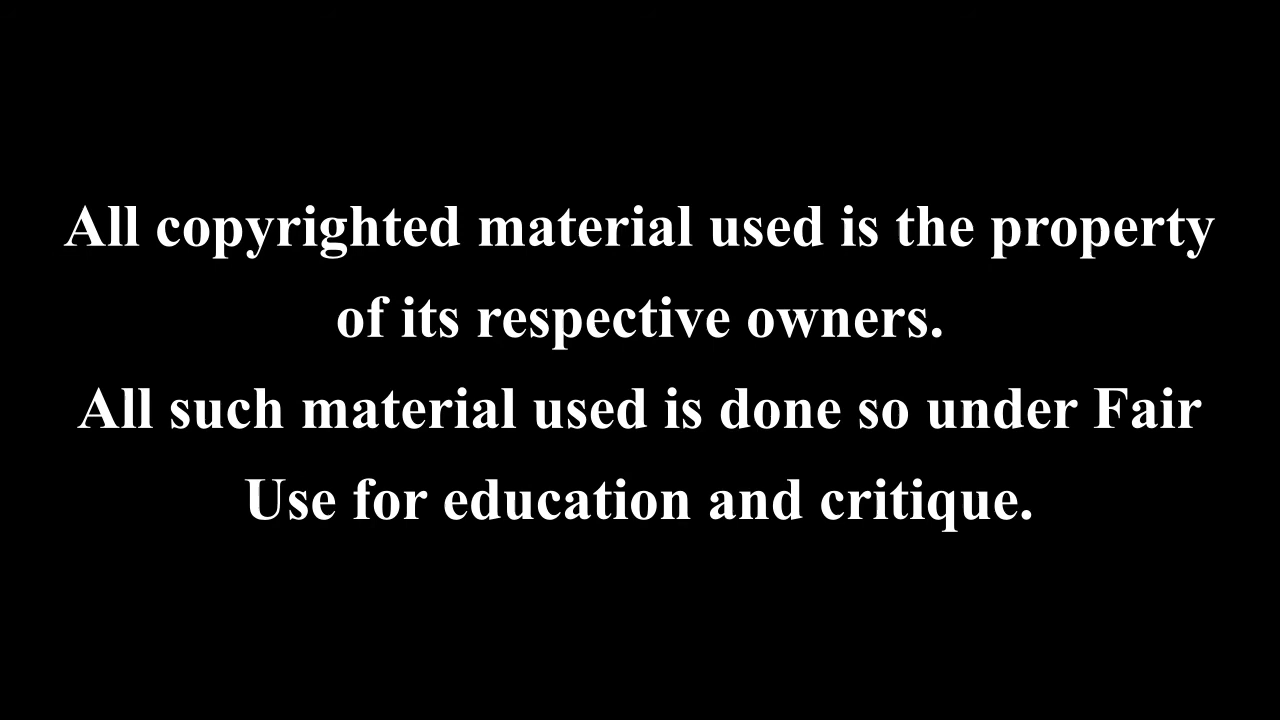 All copyrighted material used is the property
of its respective owners.
All such material used is done so under Fair
Use for education and critique.